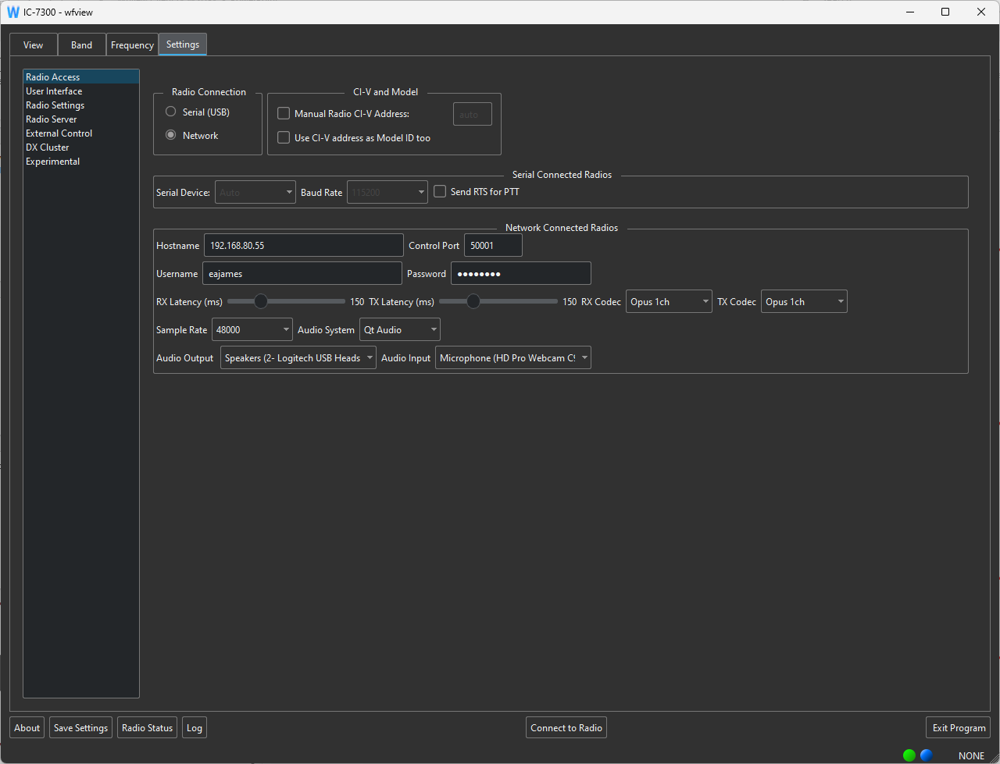 W IC-7300 - wfview
View Band Frequency Settings
Radio Access
User Interface
Radio Settings
Radio Server
External Control
DX Cluster
Experimental
Radio Connection
Serial (USB)
Network
CI-V and Model
Manual Radio CI-V Address: auto
Use CI-V address as Model ID too
Serial Connected Radios
Serial Device: Auto Baud Rate 115200 Send RTS for PTT
Network Connected Radios
Hostname 192.168.80.55 Control Port 50001
Username eajames Password ●●●●●●●●
RX Latency (ms) 150 TX Latency (ms) 150 RX Codec Opus 1ch TX Codec Opus 1ch
Sample Rate 48000 Audio System Qt Audio
Audio Output Speakers (2- Logitech USB Heads Audio Input Microphone (HD Pro Webcam C9
About Save Settings Radio Status Log Connect to Radio Exit Program
NONE